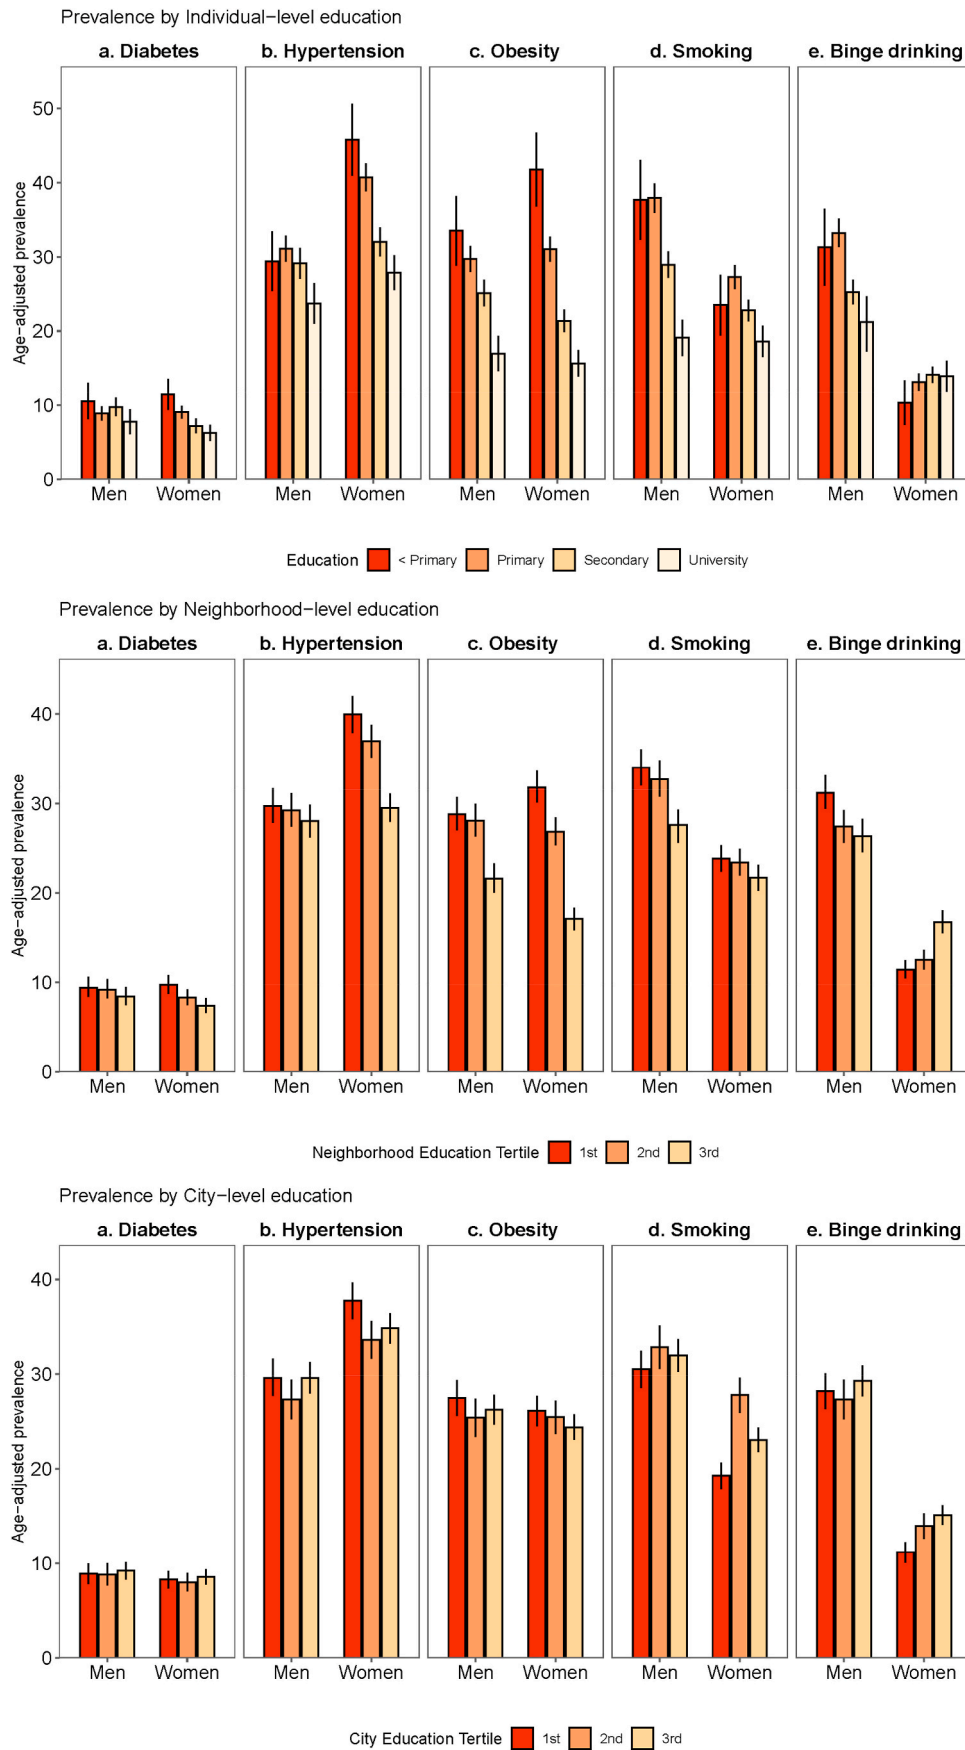 Prevalence by Individual−level education
a. Diabetes b. Hypertension c. Obesity d. Smoking e. Binge drinking
Age−adjusted prevalence
50
40
30
20
10
0
Men Women Men Women Men Women Men Women Men Women
Education < Primary Primary Secondary University
Prevalence by Neighborhood−level education
a. Diabetes b. Hypertension c. Obesity d. Smoking e. Binge drinking
Age−adjusted prevalence
40
30
20
10
0
Men Women Men Women Men Women Men Women Men Women
Neighborhood Education Tertile 1st 2nd 3rd
Prevalence by City−level education
a. Diabetes b. Hypertension c. Obesity d. Smoking e. Binge drinking
Age−adjusted prevalence
40
30
20
10
0
Men Women Men Women Men Women Men Women Men Women
City Education Tertile 1st 2nd 3rd